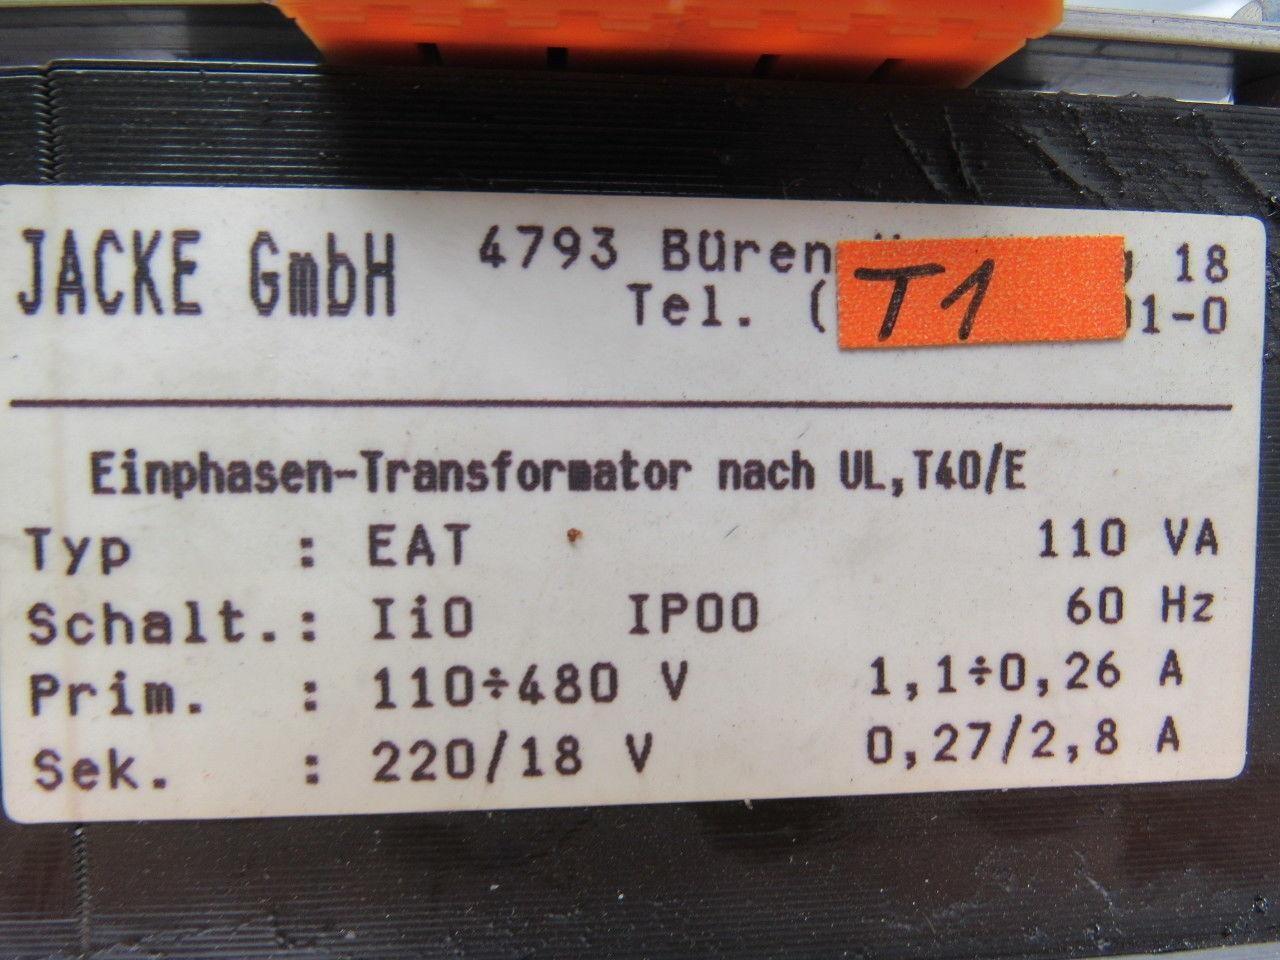 JACKE GmbH 4793 Büren 18
Tel. ( 1-0
T1
Einphasen-Transformator nach UL,T40/E
Typ : EAT 110 VA
Schalt.: IiO IP00 60 Hz
Prim. : 110÷480 V 1,1÷0,26 A
Sek. : 220/18 V 0,27/2,8 A